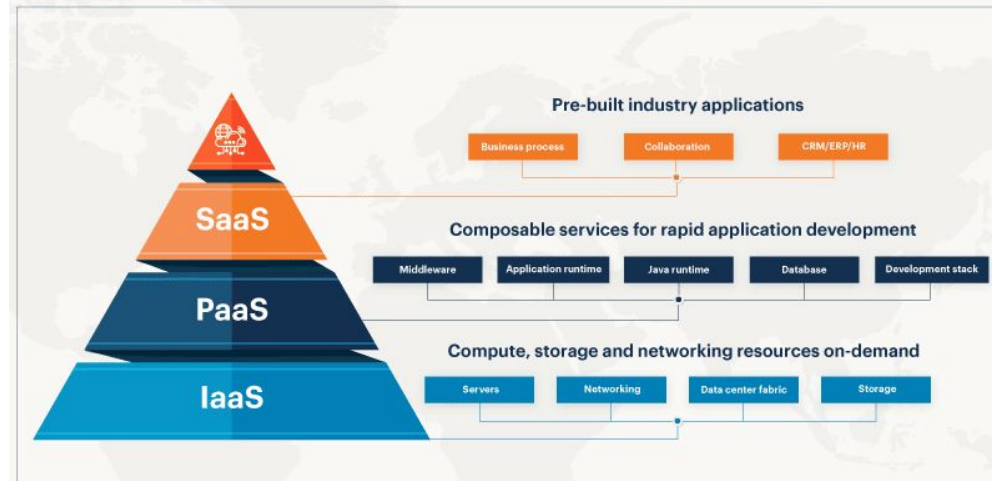 Pre-built industry applications
Business process
Collaboration
CRM/ERP/HR
SaaS
Composable services for rapid application development
Middleware
Application runtime
Java runtime
Database
Development stack
PaaS
Compute, storage and networking resources on-demand
Servers
Networking
Data center fabric
Storage
IaaS